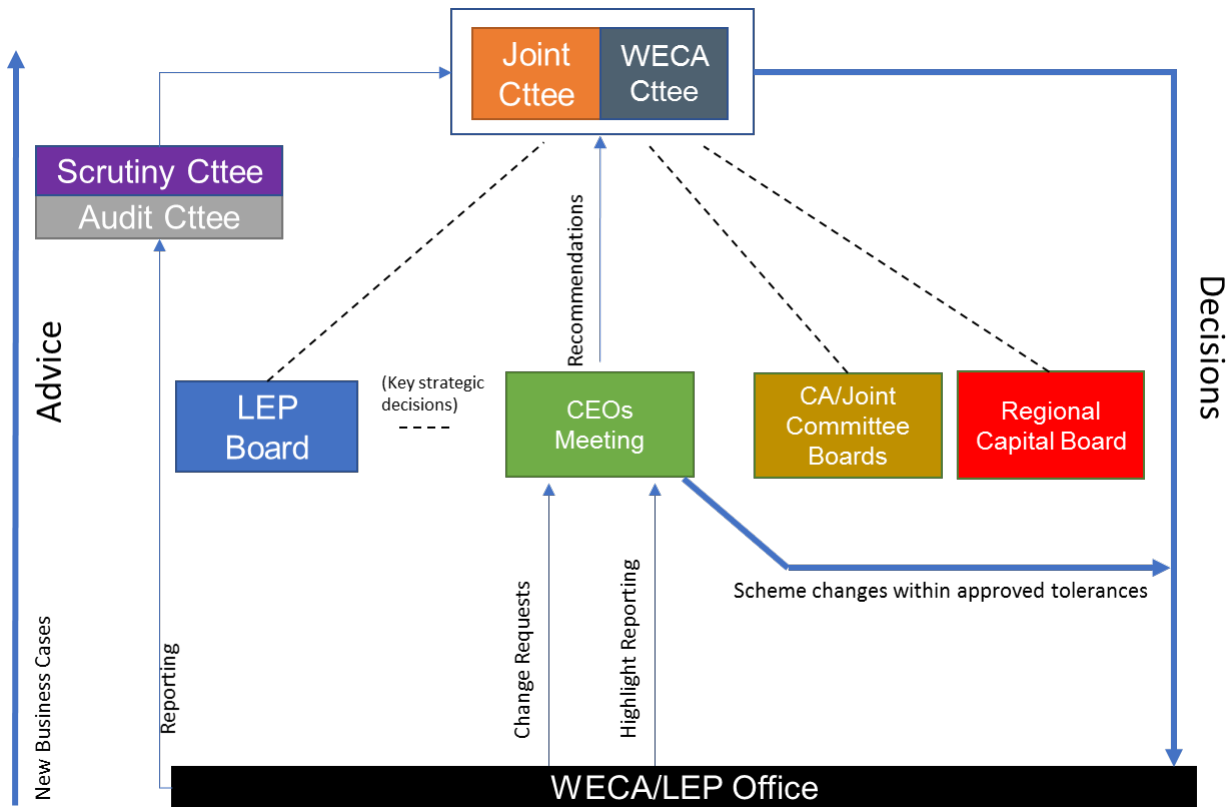 Joint
Cttee
WECA
Cttee
Scrutiny Cttee
Audit Cttee
Recommendations
Advice
Decisions
LEP
Board
(Key strategic
decisions)
CEOs
Meeting
CA/Joint
Committee
Boards
Regional
Capital Board
Scheme changes within approved tolerances
New Business Cases
Reporting
Change Requests
Highlight Reporting
WECA/LEP Office